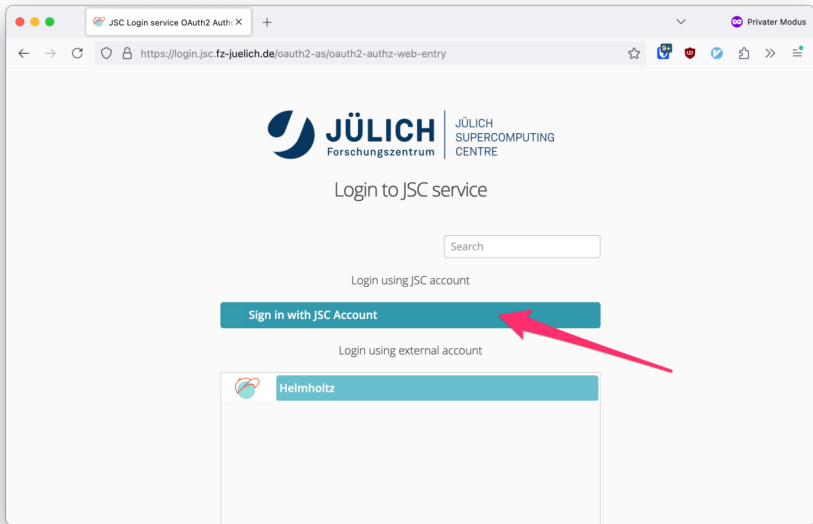 JSC Login service OAuth2 Autho
Privater Modus
https://login.jsc.fz-juelich.de/oauth2-as/oauth2-authz-web-entry
9+
JÜLICH
Forschungszentrum
JÜLICH
SUPERCOMPUTING
CENTRE
Login to JSC service
Search
Login using JSC account
Sign in with JSC Account
Login using external account
Helmholtz